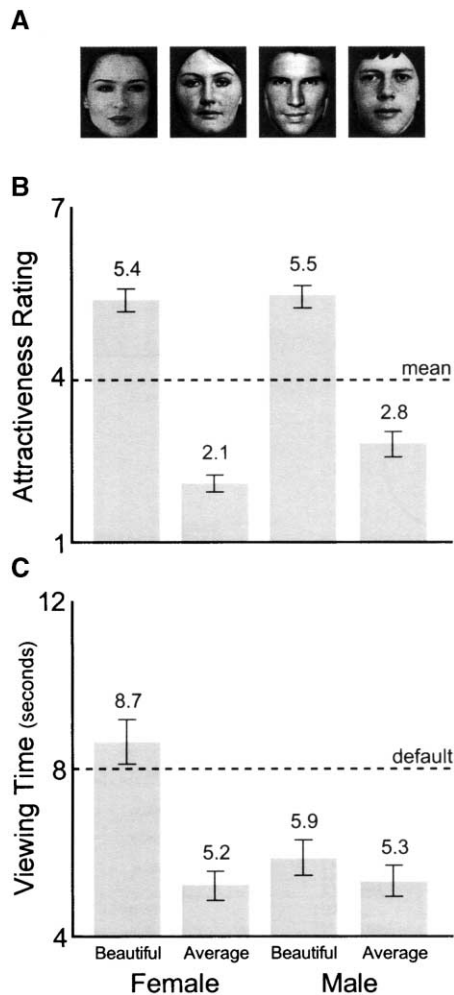 A
B
7
5.4
5.5
mean
4
2.8
2.1
1
Attractiveness Rating
C
12
8.7
default
8
5.9
5.2
5.3
4
Viewing Time (seconds)
Beautiful Average Beautiful Average
Female Male